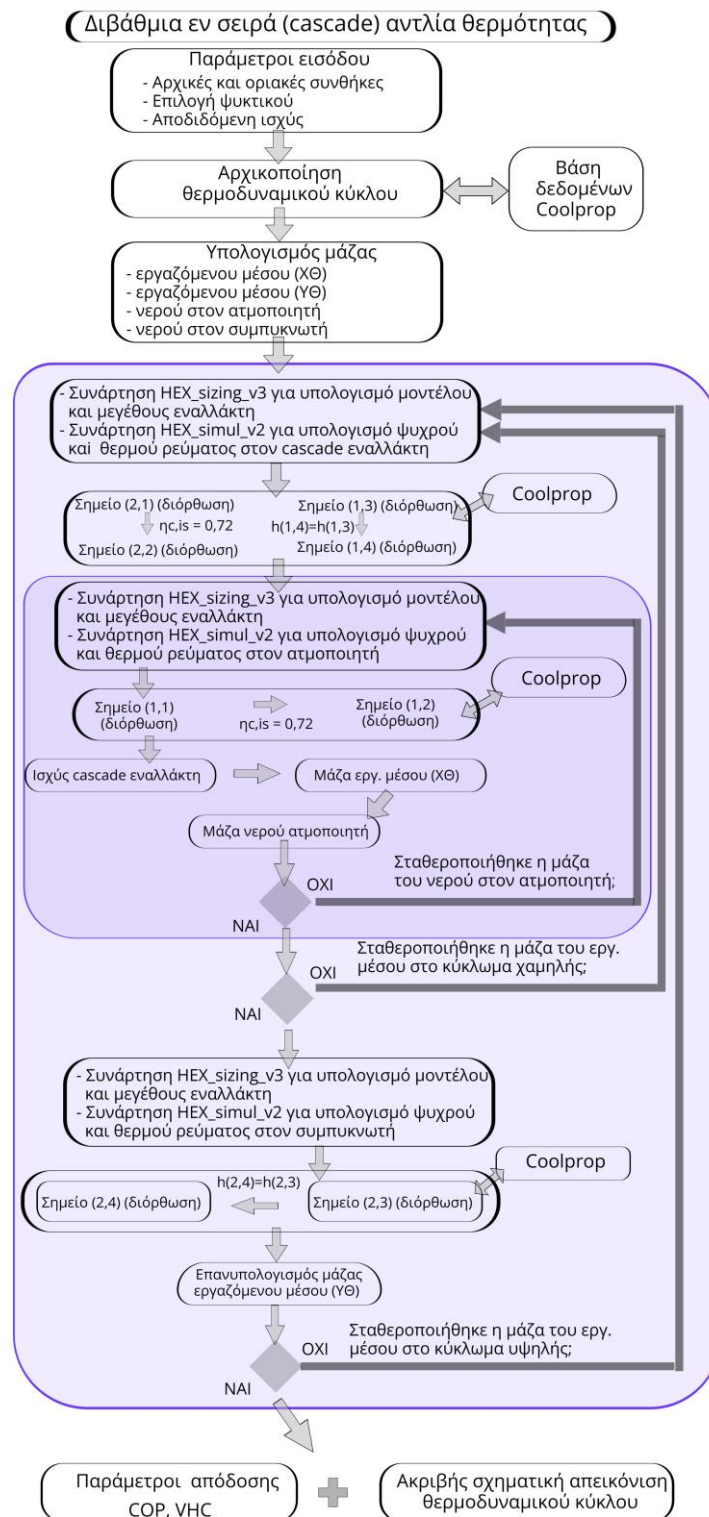 Διβάθμια εν σειρά (cascade) αντλία θερμότητας
Παράμετροι εισόδου
- Αρχικές και οριακές συνθήκες
- Επιλογή ψυκτικού
- Αποδιδόμενη ισχύς
Αρχικοποίηση
θερμοδυναμικού κύκλου
Βάση
δεδομένων
Coolprop
Υπολογισμός μάζας
- εργαζόμενου μέσου (ΧΘ)
- εργαζόμενου μέσου (ΥΘ)
- νερού στον ατμοποιητή
- νερού στον συμπυκνωτή
- Συνάρτηση HEX_sizing_v3 για υπολογισμό μοντέλου
και μεγέθους εναλλάκτη
- Συνάρτηση HEX_simul_v2 για υπολογισμό ψυχρού
και θερμού ρεύματος στον cascade εναλλάκτη
Σημείο (2,1) (διόρθωση)
ηc,is = 0,72
Σημείο (2,2) (διόρθωση)
Σημείο (1,3) (διόρθωση)
h(1,4)=h(1,3)
Σημείο (1,4) (διόρθωση)
Coolprop
- Συνάρτηση HEX_sizing_v3 για υπολογισμό μοντέλου
και μεγέθους εναλλάκτη
- Συνάρτηση HEX_simul_v2 για υπολογισμό ψυχρού
και θερμού ρεύματος στον ατμοποιητή
Σημείο (1,1)
(διόρθωση)
ηc,is = 0,72
Σημείο (1,2)
(διόρθωση)
Coolprop
Ισχύς cascade εναλλάκτη
Μάζα εργ. μέσου (ΧΘ)
Μάζα νερού ατμοποιητή
Σταθεροποιήθηκε η μάζα
του νερού στον ατμοποιητή;
ΟΧΙ
ΝΑΙ
Σταθεροποιήθηκε η μάζα του εργ.
μέσου στο κύκλωμα χαμηλής;
ΟΧΙ
ΝΑΙ
- Συνάρτηση HEX_sizing_v3 για υπολογισμό μοντέλου
και μεγέθους εναλλάκτη
- Συνάρτηση HEX_simul_v2 για υπολογισμό ψυχρού
και θερμού ρεύματος στον συμπυκνωτή
Coolprop
h(2,4)=h(2,3)
Σημείο (2,4) (διόρθωση)
Σημείο (2,3) (διόρθωση)
Επανυπολογισμός μάζας
εργαζόμενου μέσου (ΥΘ)
Σταθεροποιήθηκε η μάζα του εργ.
μέσου στο κύκλωμα υψηλής;
ΟΧΙ
ΝΑΙ
Παράμετροι απόδοσης
COP, VHC
Ακριβής σχηματική απεικόνιση
θερμοδυναμικού κύκλου